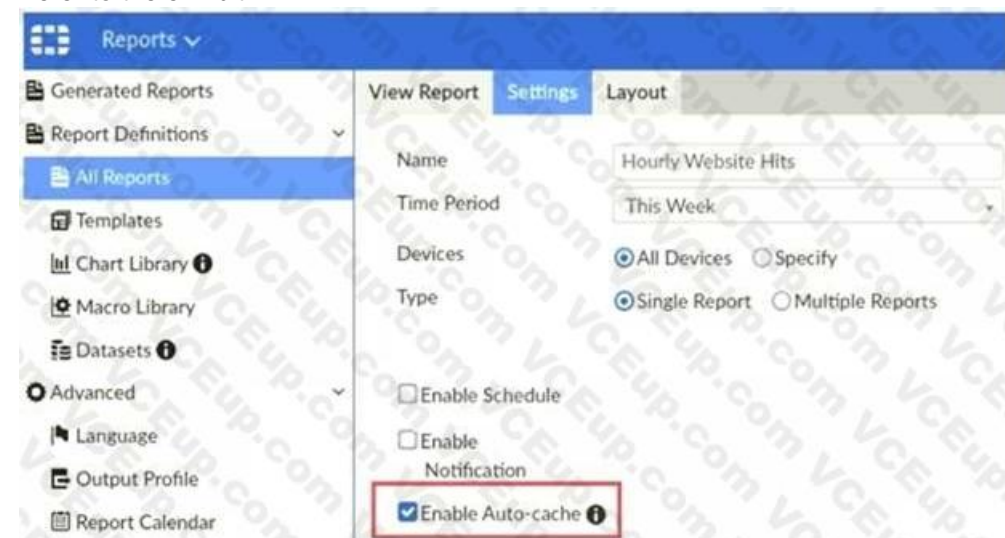 Reports
Generated Reports
Report Definitions
All Reports
Templates
Chart Library
Macro Library
Datasets
Advanced
Language
Output Profile
Report Calendar
View Report Settings Layout
Name Hourly Website Hits
Time Period This Week
Devices All Devices Specify
Type Single Report Multiple Reports
Enable Schedule
Enable
Notification
Enable Auto-cache
VCEup.com